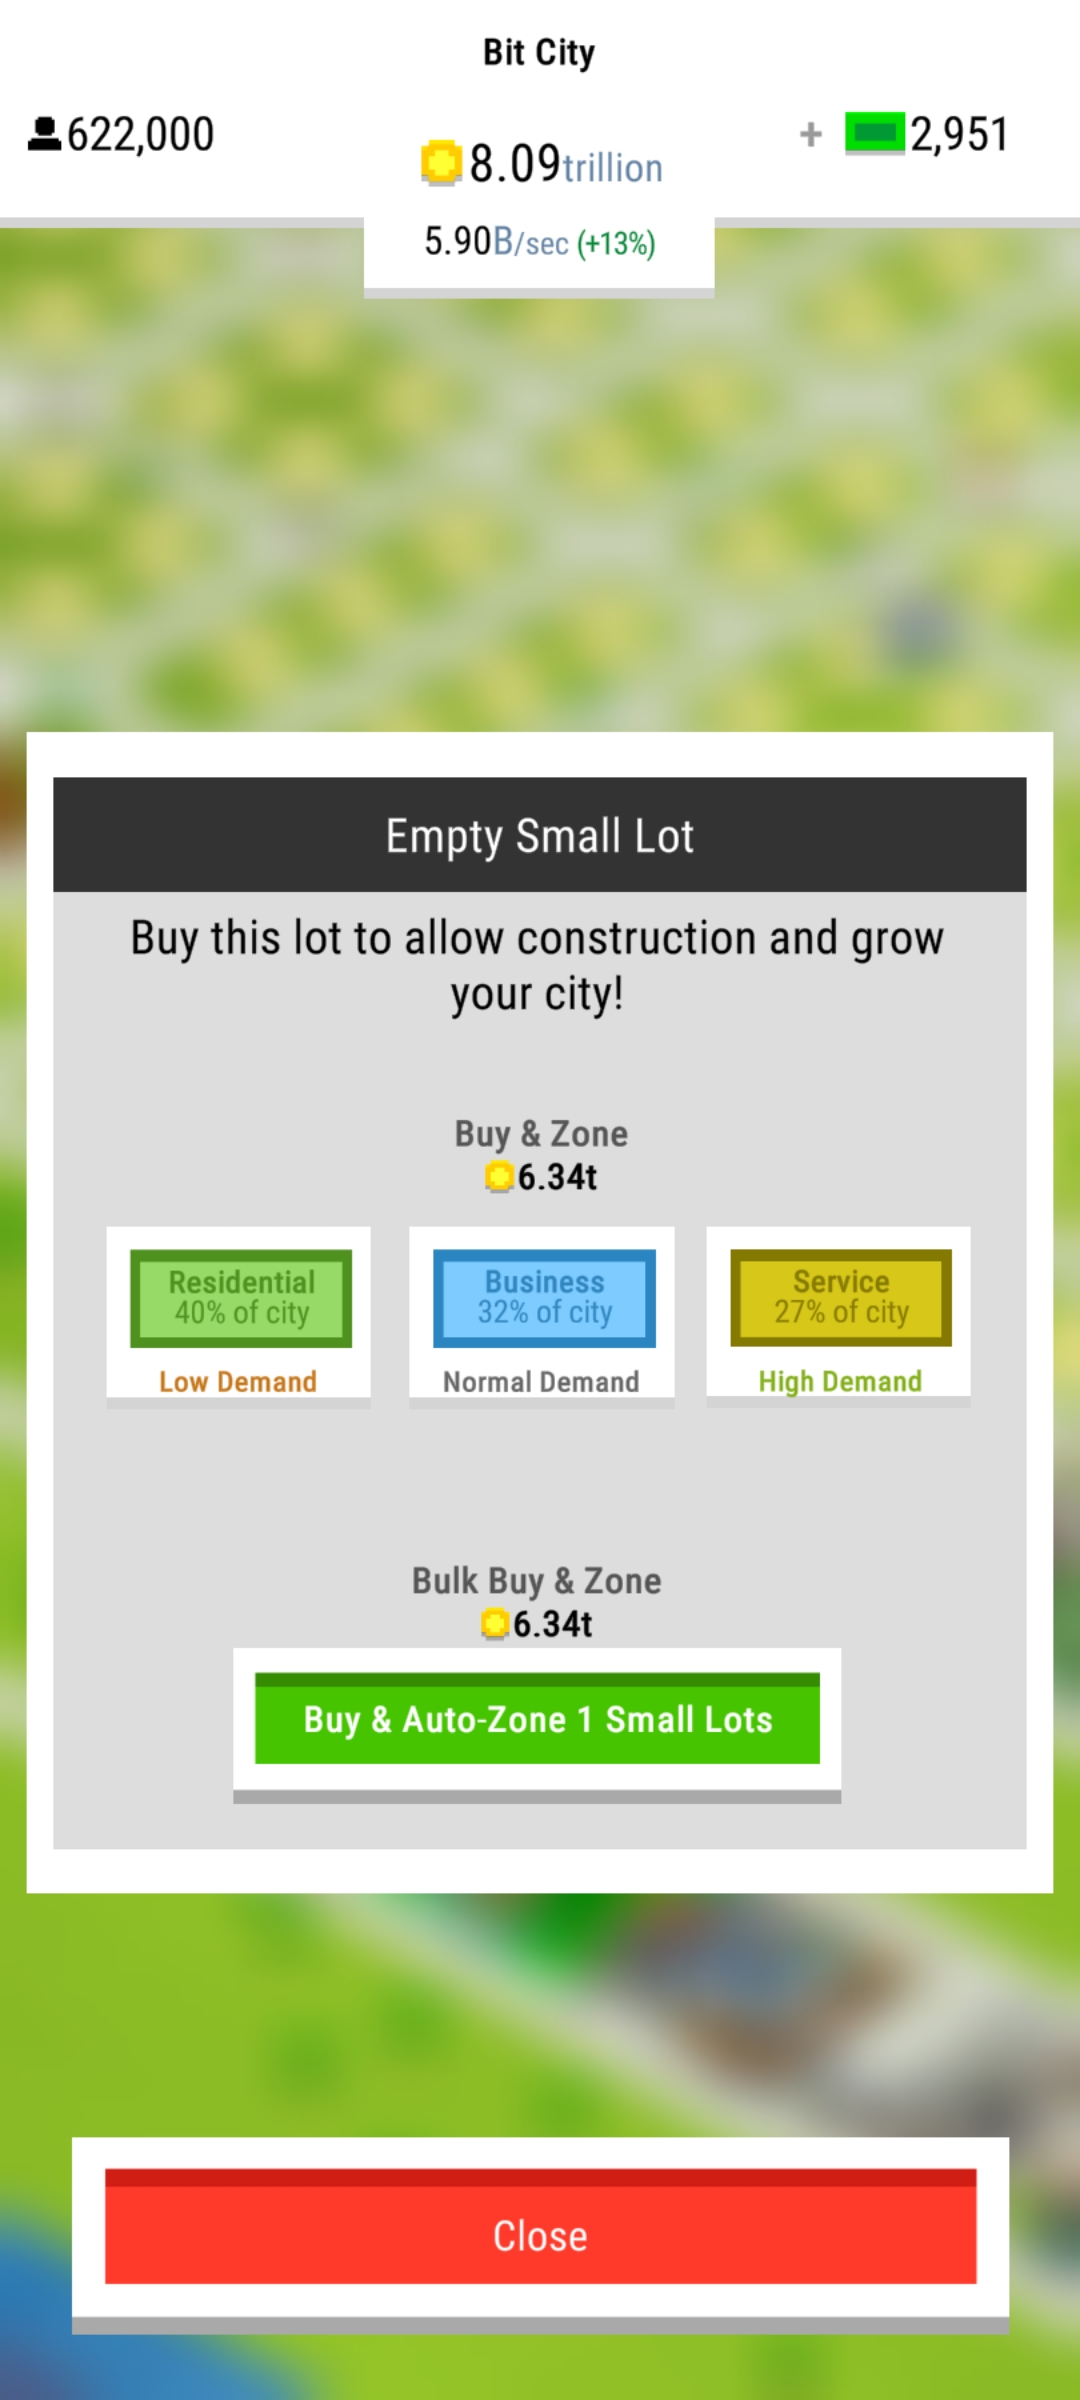 Bit City
622,000
8.09trillion
+ 2,951
5.90B/sec (+13%)
Empty Small Lot
Buy this lot to allow construction and grow
your city!
Buy & Zone
6.34t
Residential
40% of city
Low Demand
Business
32% of city
Normal Demand
Service
27% of city
High Demand
Bulk Buy & Zone
6.34t
Buy & Auto-Zone 1 Small Lots
Close